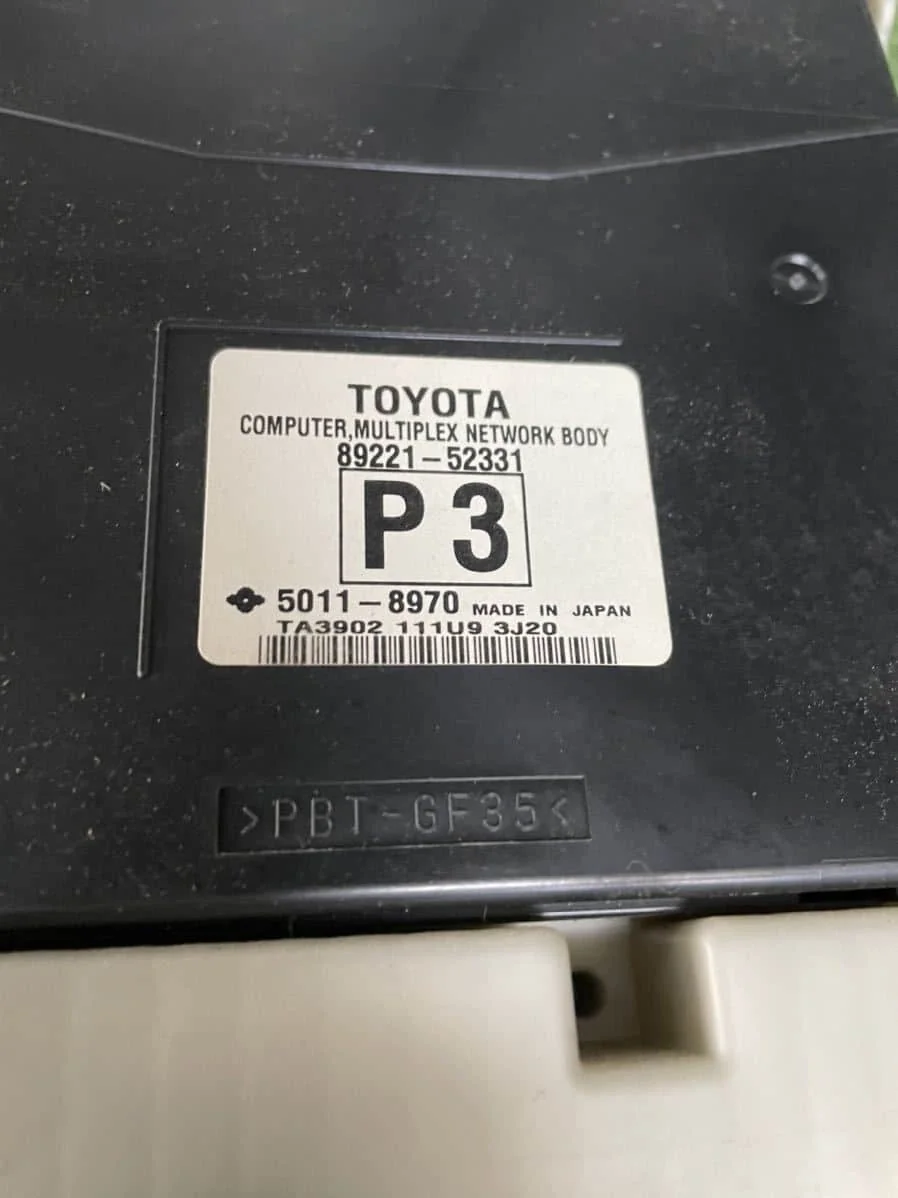 TOYOTA
COMPUTER,MULTIPLEX NETWORK BODY
89221-52331
P3
5011-8970 MADE IN JAPAN
TA3902 111U9 3J20
>PBT-GF35<